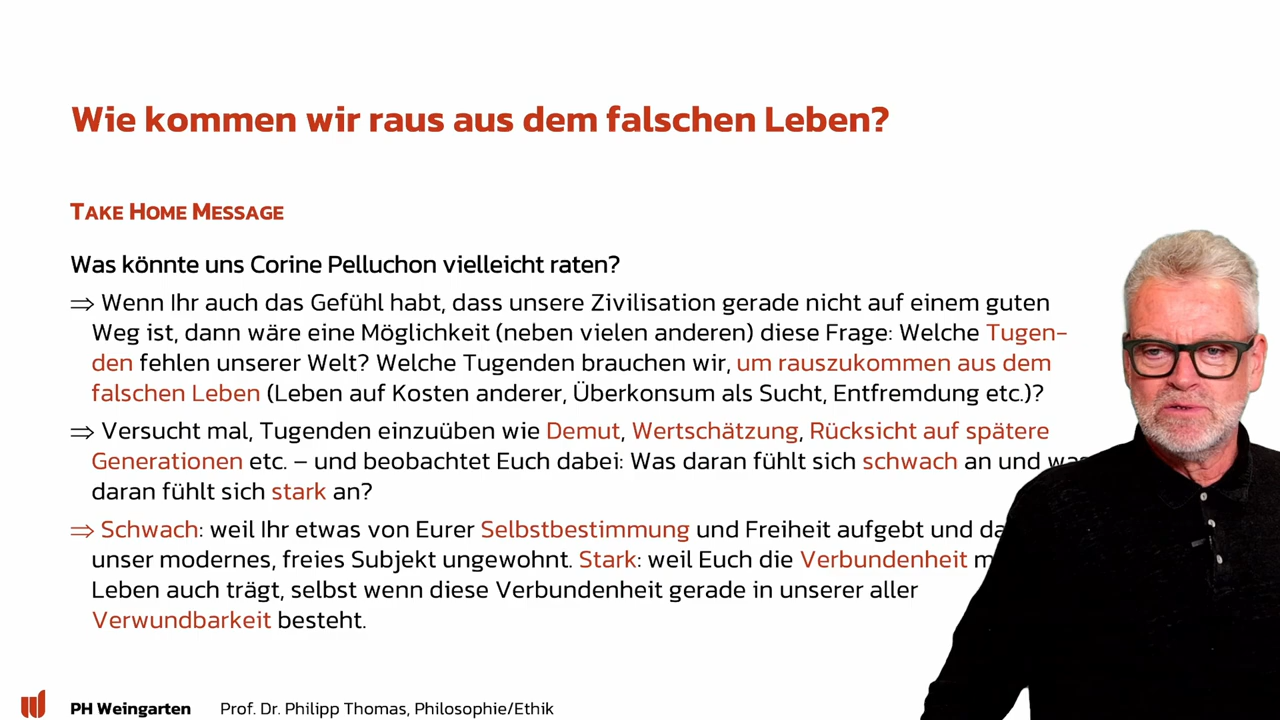 Wie kommen wir raus aus dem falschen Leben?
TAKE HOME MESSAGE
Was könnte uns Corine Pelluchon vielleicht raten?
⇒ Wenn Ihr auch das Gefühl habt, dass unsere Zivilisation gerade nicht auf einem guten
Weg ist, dann wäre eine Möglichkeit (neben vielen anderen) diese Frage: Welche Tugen-
den fehlen unserer Welt? Welche Tugenden brauchen wir, um rauszukommen aus dem
falschen Leben (Leben auf Kosten anderer, Überkonsum als Sucht, Entfremdung etc.)?
⇒ Versucht mal, Tugenden einzuüben wie Demut, Wertschätzung, Rücksicht auf spätere
Generationen etc. – und beobachtet Euch dabei: Was daran fühlt sich schwach an und was
daran fühlt sich stark an?
⇒ Schwach: weil Ihr etwas von Eurer Selbstbestimmung und Freiheit aufgebt und
unser modernes, freies Subjekt ungewohnt. Stark: weil Euch die Verbundenheit
Leben auch trägt, selbst wenn diese Verbundenheit gerade in unserer aller
Verwundbarkeit besteht.
PH Weingarten Prof. Dr. Philipp Thomas, Philosophie/Ethik